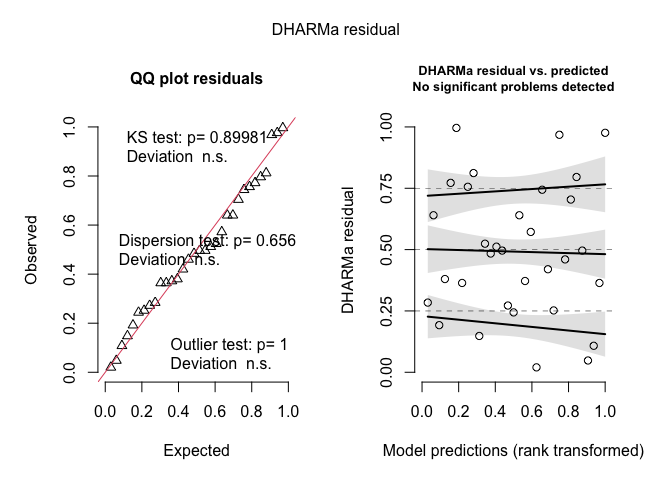 DHARMa residual
QQ plot residuals
KS test: p= 0.89981
Deviation n.s.
Dispersion test: p= 0.656
Deviation n.s.
Outlier test: p= 1
Deviation n.s.
Observed
0.0 0.2 0.4 0.6 0.8 1.0
0.0 0.2 0.4 0.6 0.8 1.0
Expected
DHARMa residual vs. predicted
No significant problems detected
DHARMa residual
0.00 0.25 0.50 0.75 1.00
0.0 0.2 0.4 0.6 0.8 1.0
Model predictions (rank transformed)